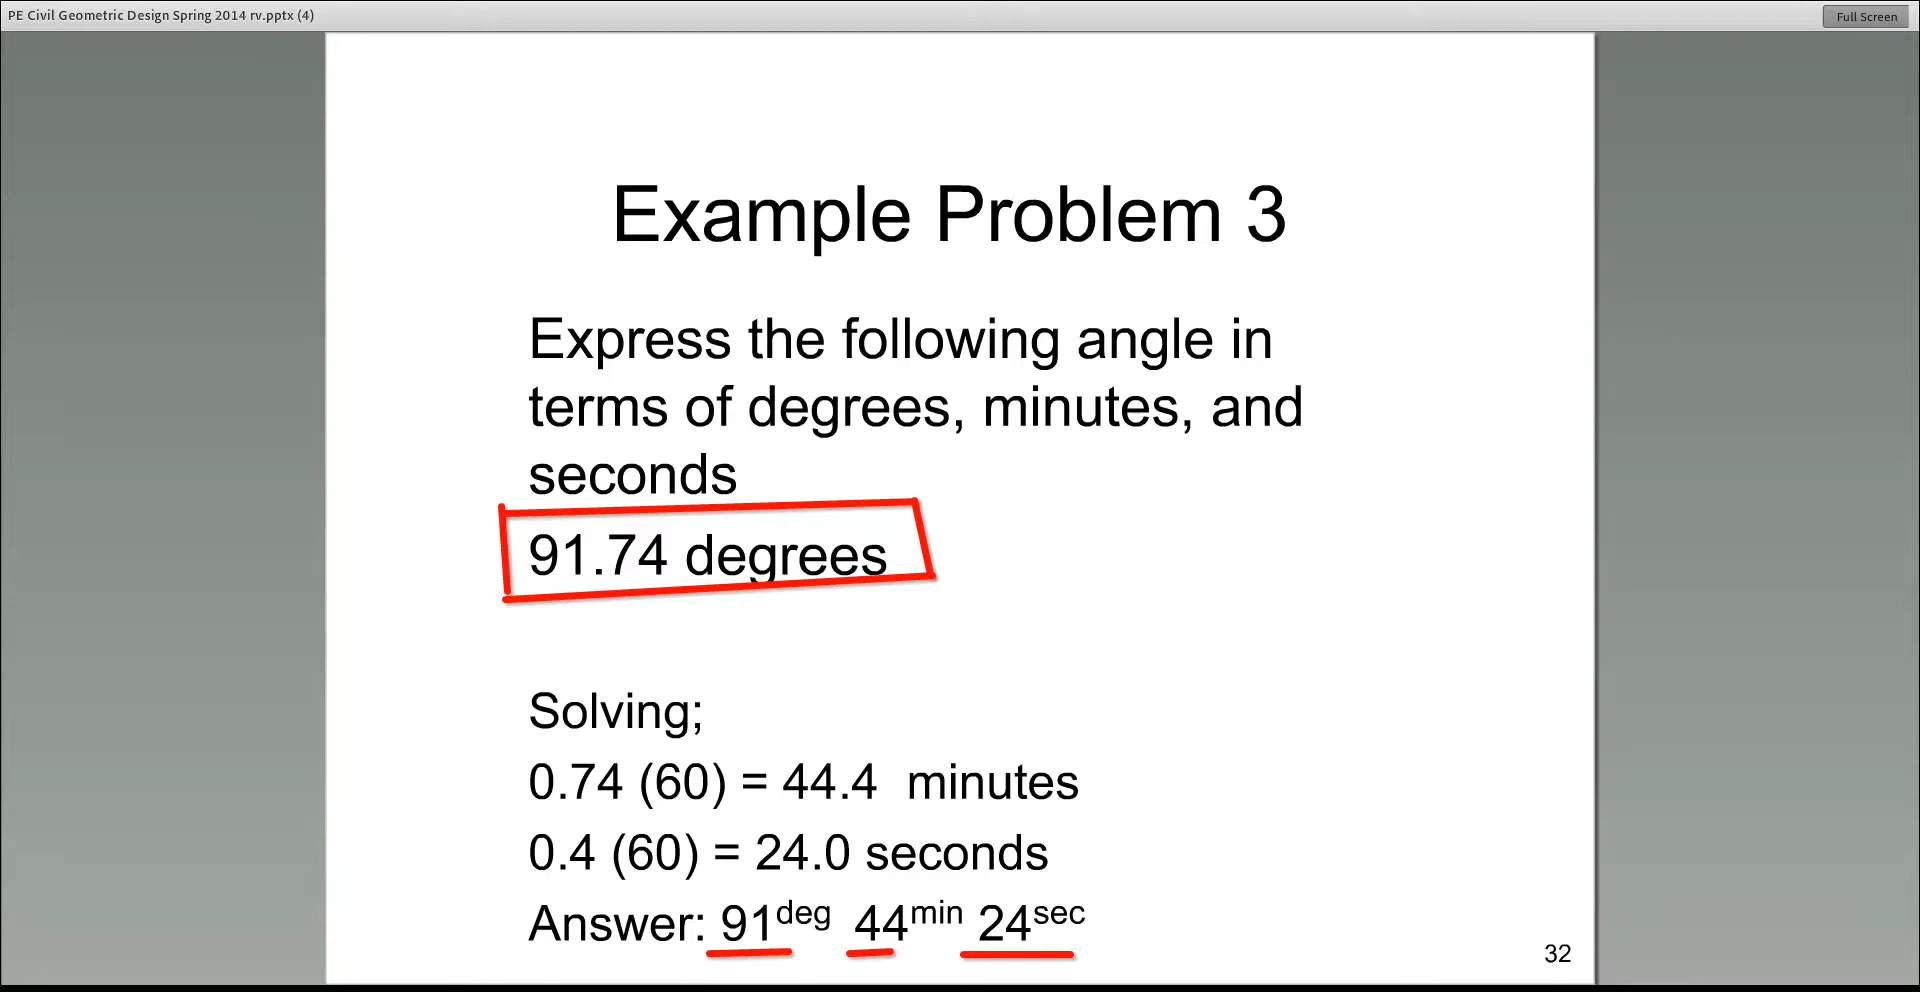 PE Civil Geometric Design Spring 2014 rv.pptx (4)
Full Screen
Example Problem 3
Express the following angle in
terms of degrees, minutes, and
seconds
91.74 degrees
Solving;
0.74 (60) = 44.4 minutes
0.4 (60) = 24.0 seconds
Answer: 91deg 44min 24sec
32